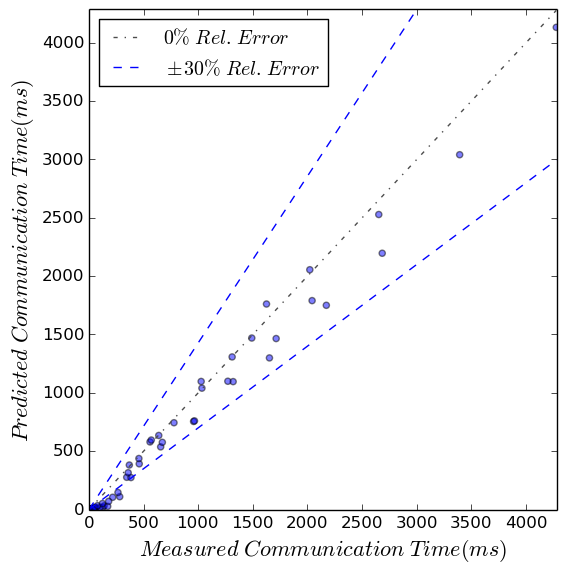 0% Rel. Error
±30% Rel. Error
4000
3500
3000
2500
2000
1500
1000
500
0
Predicted Communication Time(ms)
0 500 1000 1500 2000 2500 3000 3500 4000
Measured Communication Time(ms)